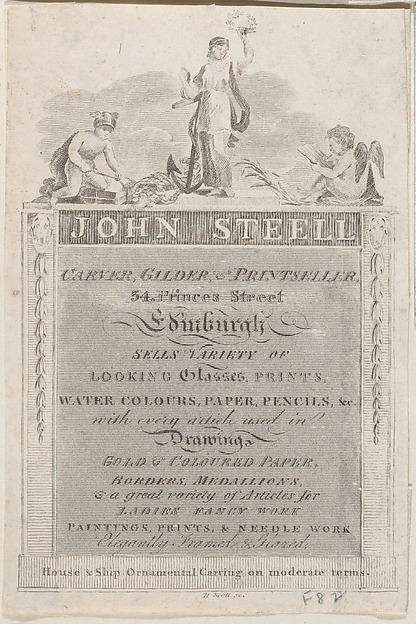 JOHN STEELL
CARVER, GILDER, & PRINTSELLER,
34. Princes Street
Edinburgh
SELLS VARIETY OF
LOOKING Glasses, PRINTS,
WATER COLOURS, PAPER, PENCILS, &c.
with every article used in
Drawing,
GOLD & COLOURED PAPER,
BORDERS, MEDALLIONS,
& a great variety of Articles for
LADIES FANCY WORK
PAINTINGS, PRINTS, & NEEDLE WORK
Elegantly Framed & Glazed.
House & Ship Ornamental Carving on moderate terms.
Scott sc.